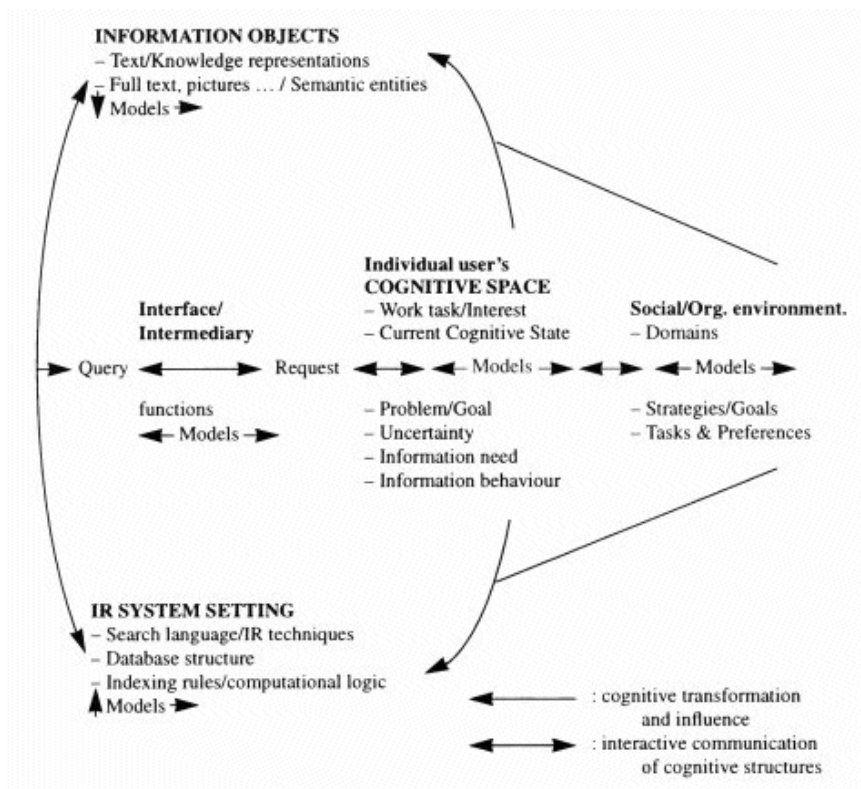 INFORMATION OBJECTS
– Text/Knowledge representations
– Full text, pictures … / Semantic entities
Models
Individual user's
COGNITIVE SPACE
– Work task/Interest
– Current Cognitive State
Interface/
Intermediary
Social/Org. environment.
– Domains
Query
Request
Models
Models
functions
Models
– Problem/Goal
– Uncertainty
– Information need
– Information behaviour
– Strategies/Goals
– Tasks & Preferences
IR SYSTEM SETTING
– Search language/IR techniques
– Database structure
– Indexing rules/computational logic
Models
: cognitive transformation
and influence
: interactive communication
of cognitive structures